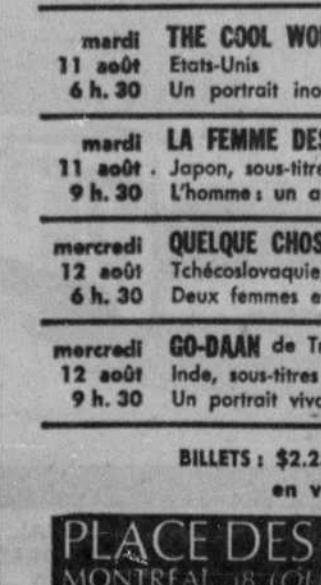 mardi THE COOL WO
11 août Etats-Unis
6 h. 30 Un portrait ino
mardi LA FEMME DES
11 août . Japon, sous-titre
9 h. 30 L'homme : un a
mercredi QUELQUE CHOS
12 août Tchécoslovaquie
6 h. 30 Deux femmes e
mercredi GO-DAAN de T
12 août Inde, sous-titres
9 h. 30 Un portrait viv
BILLETS : $2.2
en v
PLACE DES
MONTRÉAL